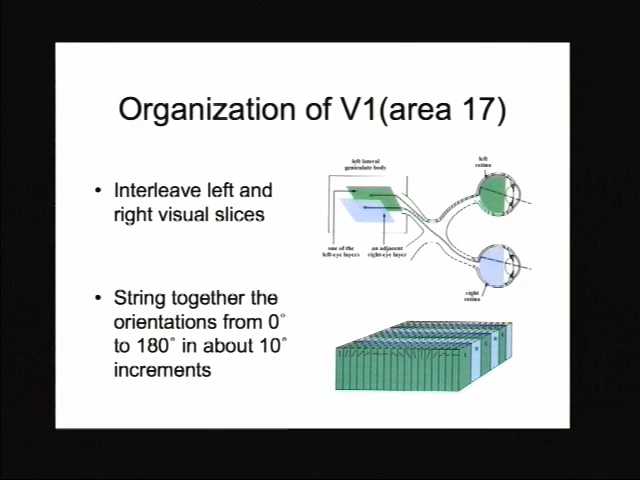 Organization of V1(area 17)
• Interleave left and
right visual slices
• String together the
orientations from 0˚
to 180˚ in about 10˚
increments
left lateral
geniculate body
left
retina
one of the
left-eye layers
an adjacent
right-eye layer
right
retina